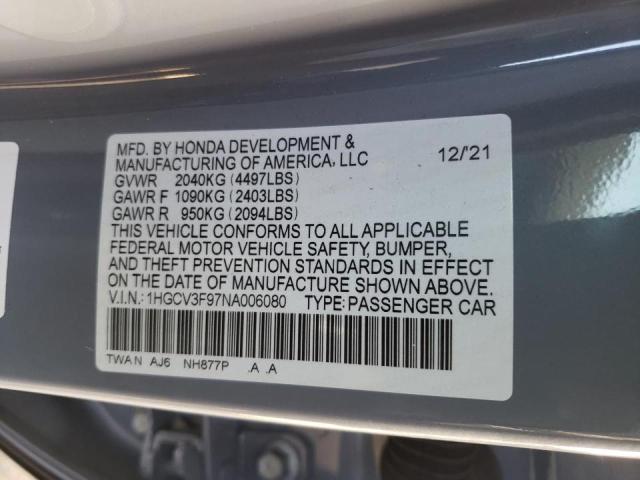 MFD. BY HONDA DEVELOPMENT &
MANUFACTURING OF AMERICA, LLC 12/'21
GVWR 2040KG (4497LBS)
GAWR F 1090KG (2403LBS)
GAWR R 950KG (2094LBS)
THIS VEHICLE CONFORMS TO ALL APPLICABLE
FEDERAL MOTOR VEHICLE SAFETY, BUMPER,
AND THEFT PREVENTION STANDARDS IN EFFECT
ON THE DATE OF MANUFACTURE SHOWN ABOVE.
V.I.N.: 1HGCV3F97NA006080 TYPE: PASSENGER CAR
TWA N AJ6 NH877P .A .A